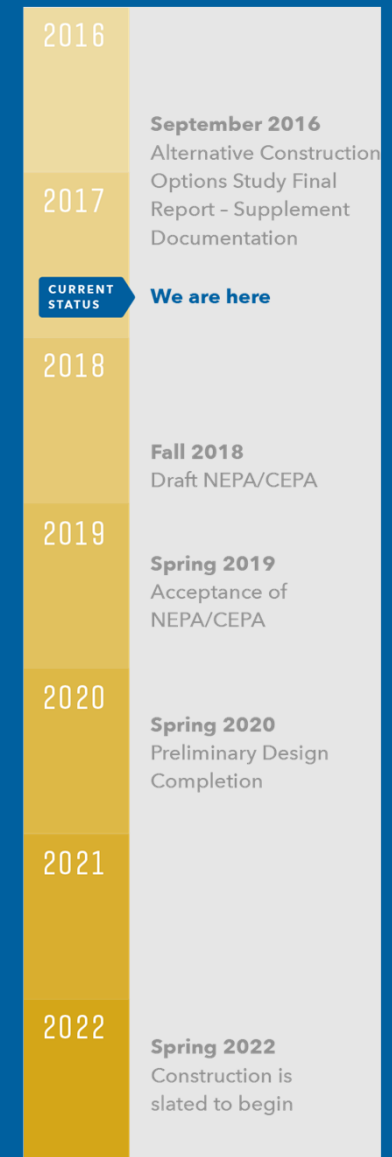 2016
September 2016
Alternative Construction
Options Study Final
Report – Supplement
Documentation
2017
CURRENT
STATUS
We are here
2018
Fall 2018
Draft NEPA/CEPA
2019
Spring 2019
Acceptance of
NEPA/CEPA
2020
Spring 2020
Preliminary Design
Completion
2021
2022
Spring 2022
Construction is
slated to begin